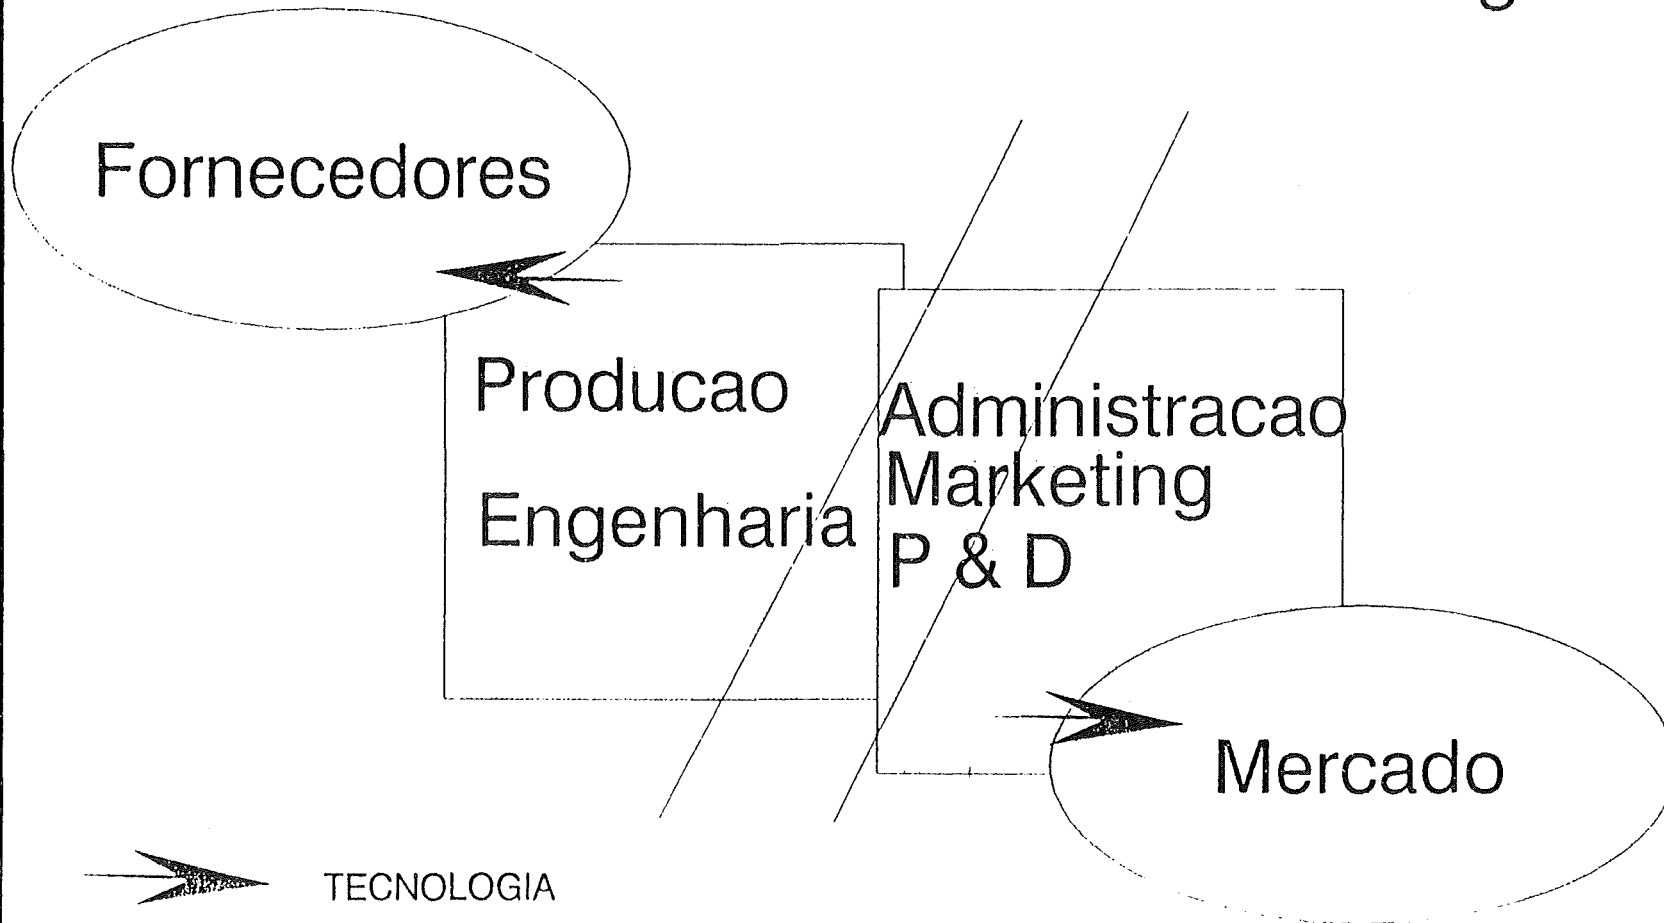 Fornecedores
Producao
Engenharia
Administracao
Marketing
P & D
Mercado
TECNOLOGIA